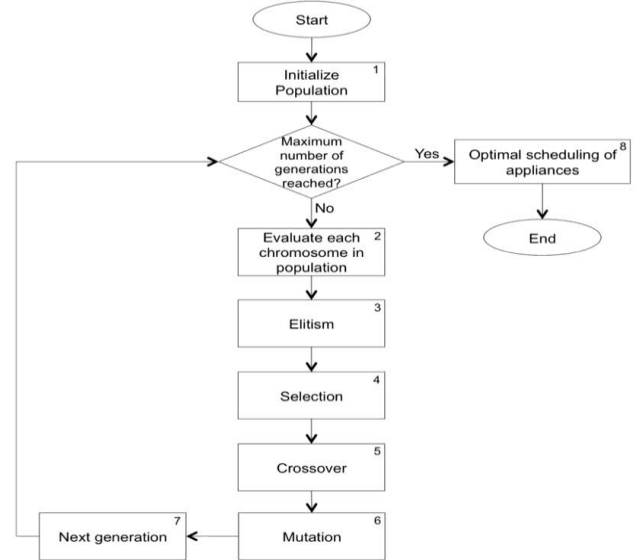 Start
1
Initialize
Population
Maximum
number of
generations
reached?
Yes
8
Optimal scheduling of
appliances
End
No
2
Evaluate each
chromosome in
population
3
Elitism
4
Selection
5
Crossover
6
Mutation
7
Next generation